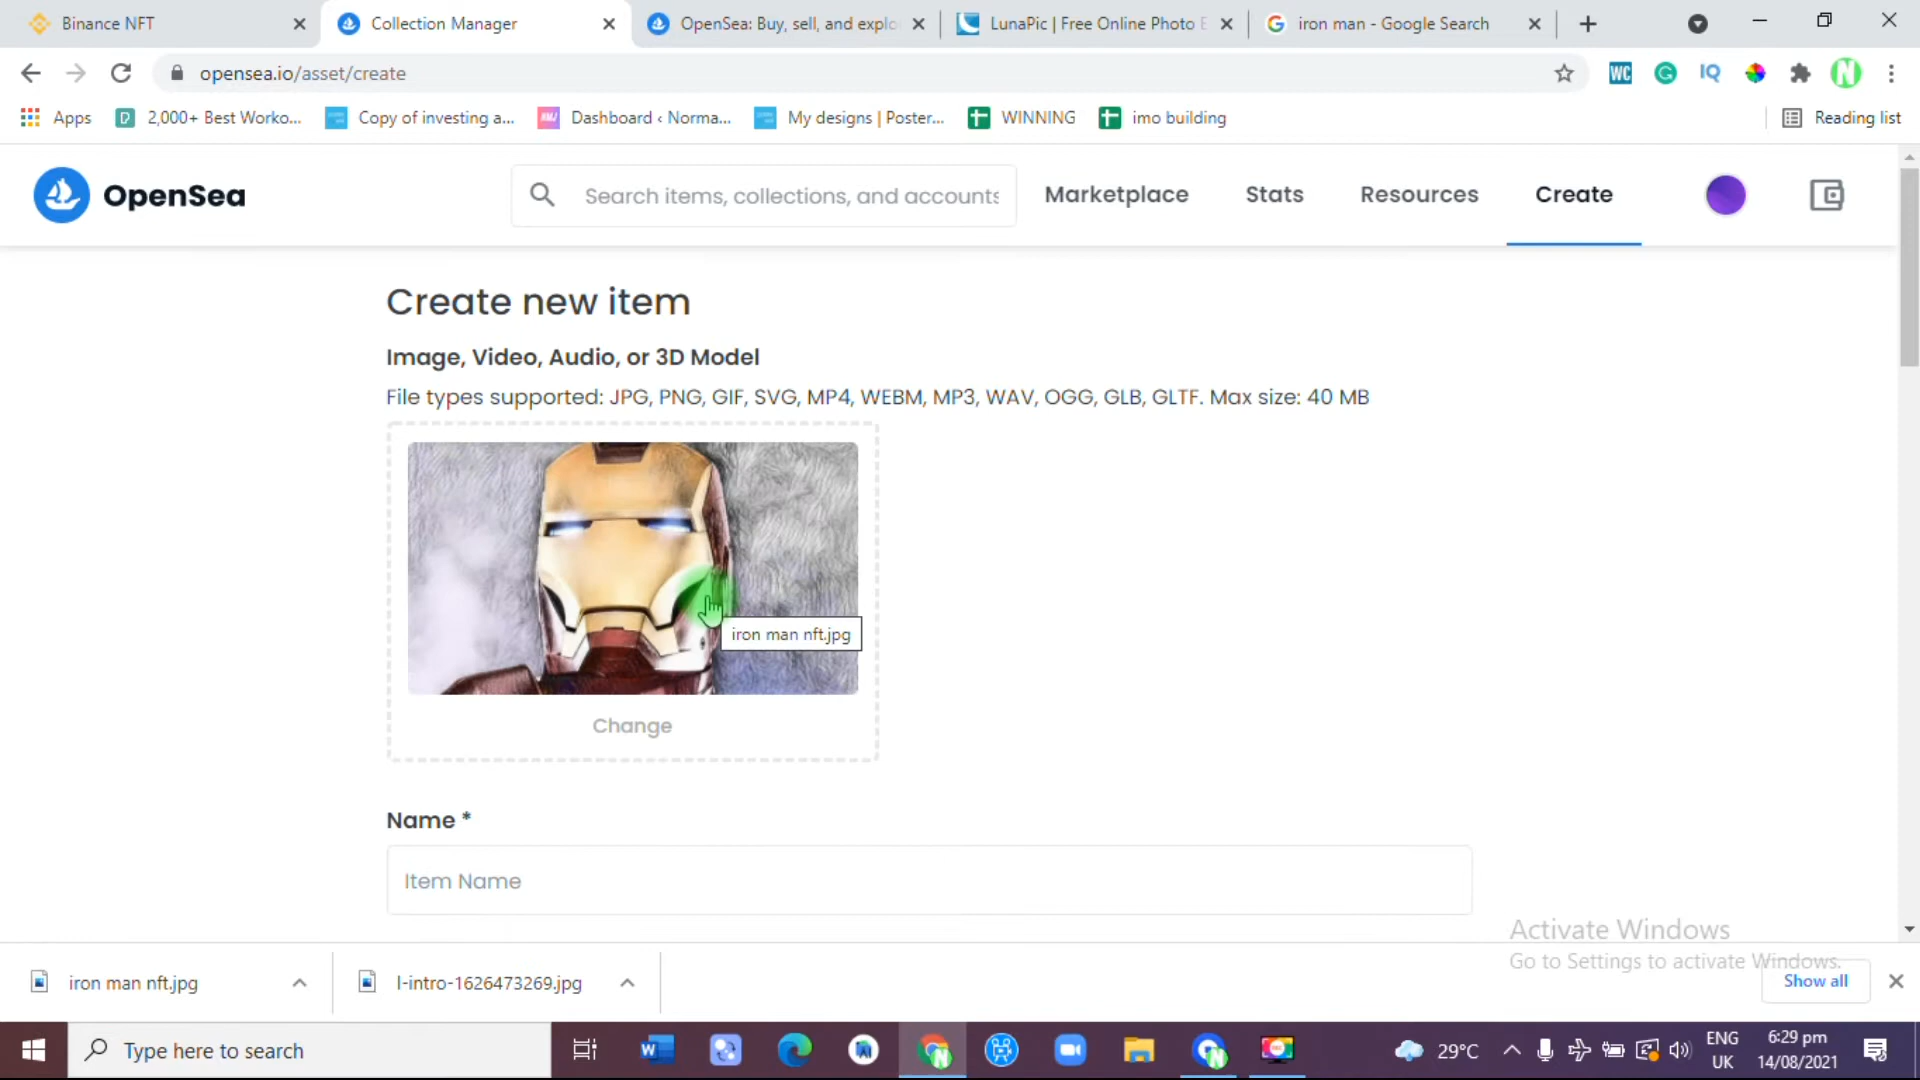 Binance NFT
Collection Manager
OpenSea: Buy, sell, and explo
LunaPic | Free Online Photo E
iron man - Google Search
opensea.io/asset/create
WC
IQ
N
Apps
2,000+ Best Worko...
Copy of investing a...
Dashboard ‹ Norma...
My designs | Poster...
WINNING
imo building
Reading list
OpenSea
Search items, collections, and accounts
Marketplace
Stats
Resources
Create
Create new item
Image, Video, Audio, or 3D Model
File types supported: JPG, PNG, GIF, SVG, MP4, WEBM, MP3, WAV, OGG, GLB, GLTF. Max size: 40 MB
iron man nft.jpg
Change
Name *
Item Name
Activate Windows
Go to Settings to activate Windows.
iron man nft.jpg
l-intro-1626473269.jpg
Show all
Type here to search
29°C
ENG
UK
6:29 pm
14/08/2021